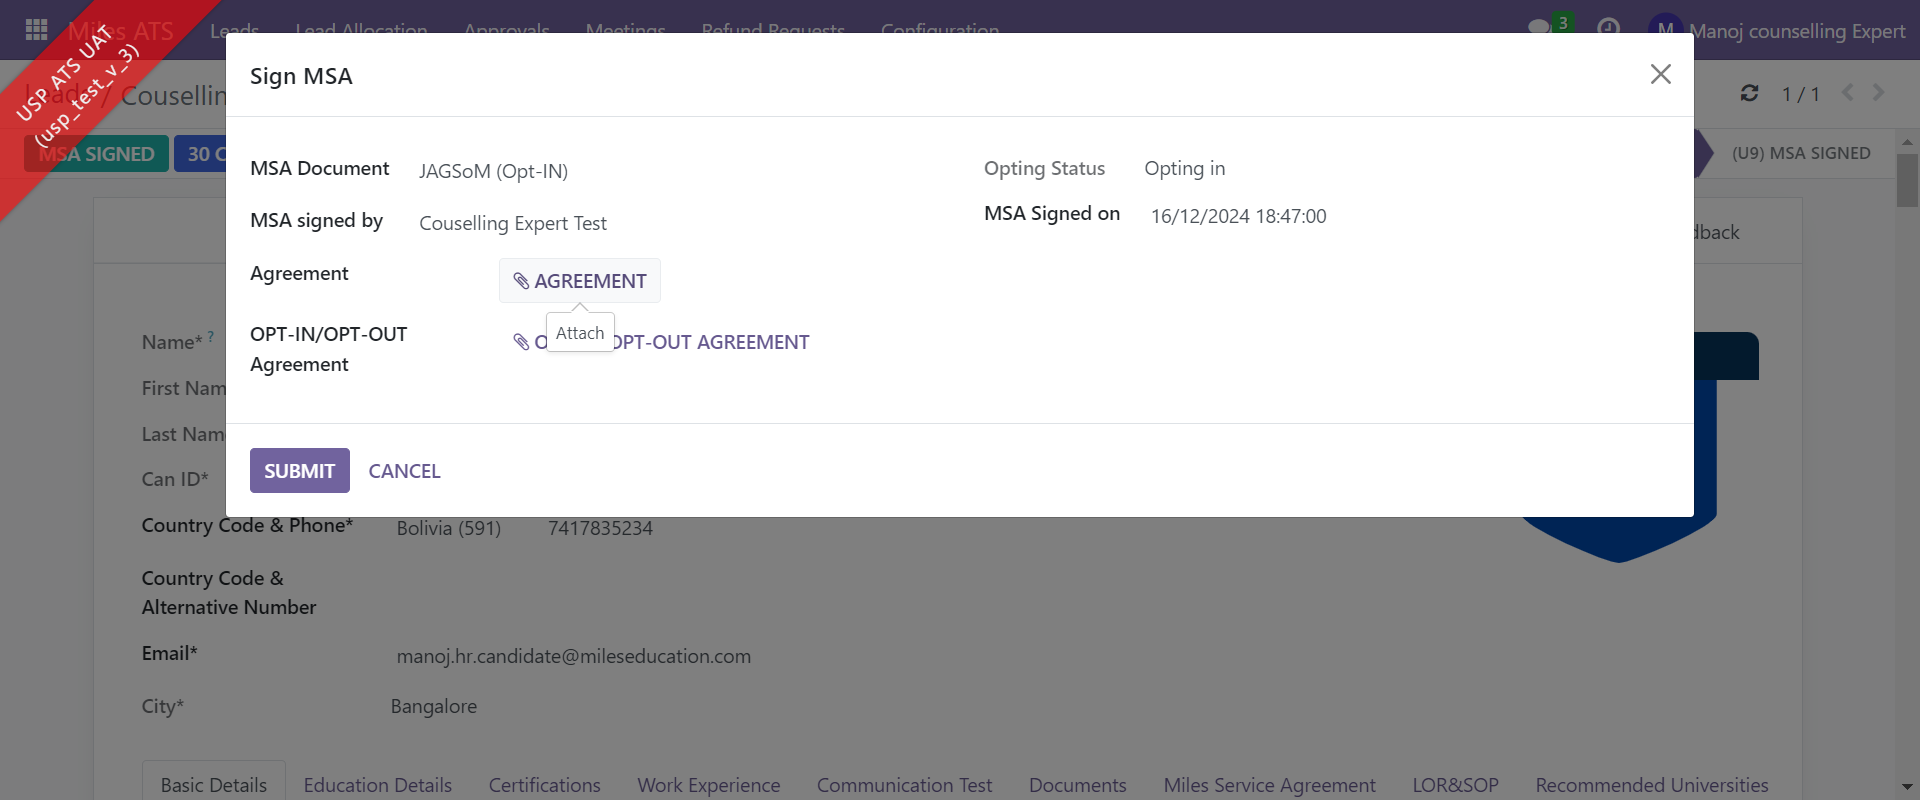 Miles ATS Leads Lead Allocation Approvals Meetings Refund Requests Configuration 3 M Manoj counselling Expert
USP ATS UAT
(usp_test_v_3)
Leads / Cousellin
1 / 1
Sign MSA
MSA SIGNED 30 C
(U9) MSA SIGNED
MSA Document JAGSoM (Opt-IN)
Opting Status Opting in
MSA signed by Couselling Expert Test
MSA Signed on 16/12/2024 18:47:00
dback
Agreement AGREEMENT
Attach
OPT-IN/OPT-OUT
Agreement
OPT-OUT AGREEMENT
SUBMIT CANCEL
Name* ?
First Nam
Last Nam
Can ID*
Country Code & Phone* Bolivia (591) 7417835234
Country Code &
Alternative Number
Email* manoj.hr.candidate@mileseducation.com
City* Bangalore
Basic Details Education Details Certifications Work Experience Communication Test Documents Miles Service Agreement LOR&SOP Recommended Universities